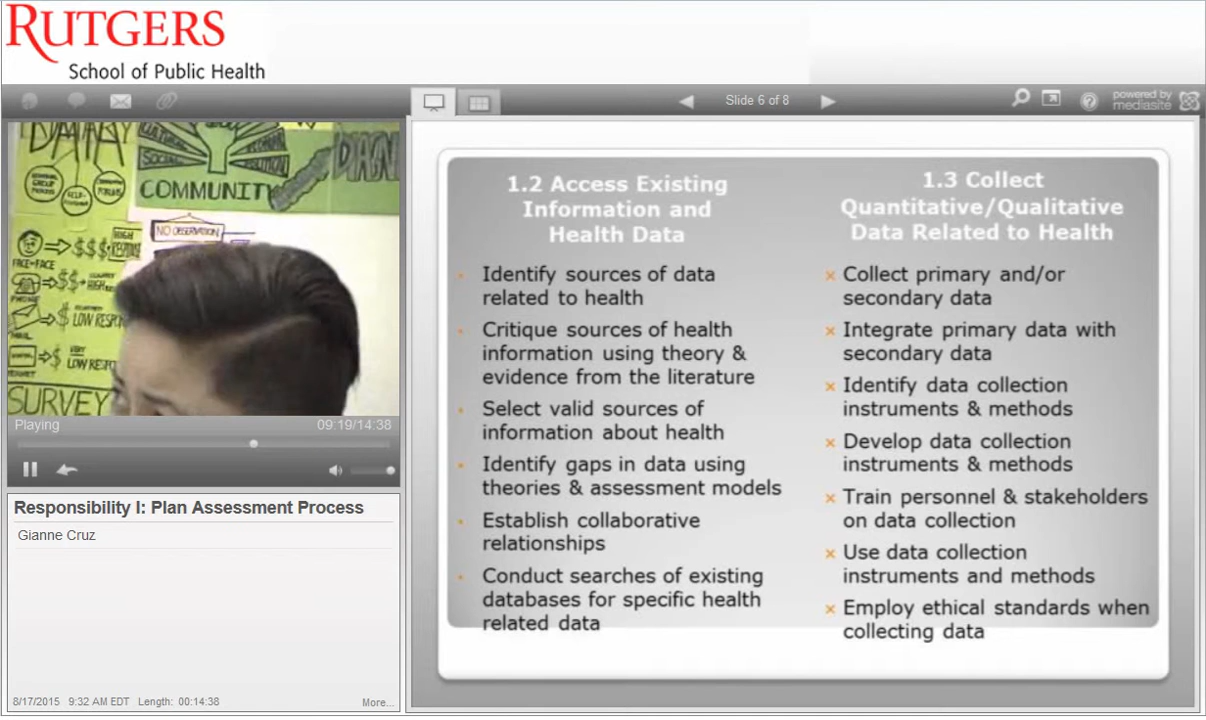 RUTGERS
School of Public Health
Slide 6 of 8
powered by
mediasite
COMMUNITY
NO OBSERVATION
FACE-FACE
$$$
$$
HIGH
$
LOW RESP
VERY
LOW RESP
SURVEY
Playing
09:19/14:38
Responsibility I: Plan Assessment Process
Gianne Cruz
8/17/2015 9:32 AM EDT Length: 00:14:38
More...
1.2 Access Existing
Information and
Health Data
Identify sources of data
related to health
Critique sources of health
information using theory &
evidence from the literature
Select valid sources of
information about health
Identify gaps in data using
theories & assessment models
Establish collaborative
relationships
Conduct searches of existing
databases for specific health
related data
1.3 Collect
Quantitative/Qualitative
Data Related to Health
Collect primary and/or
secondary data
Integrate primary data with
secondary data
Identify data collection
instruments & methods
Develop data collection
instruments & methods
Train personnel & stakeholders
on data collection
Use data collection
instruments and methods
Employ ethical standards when
collecting data